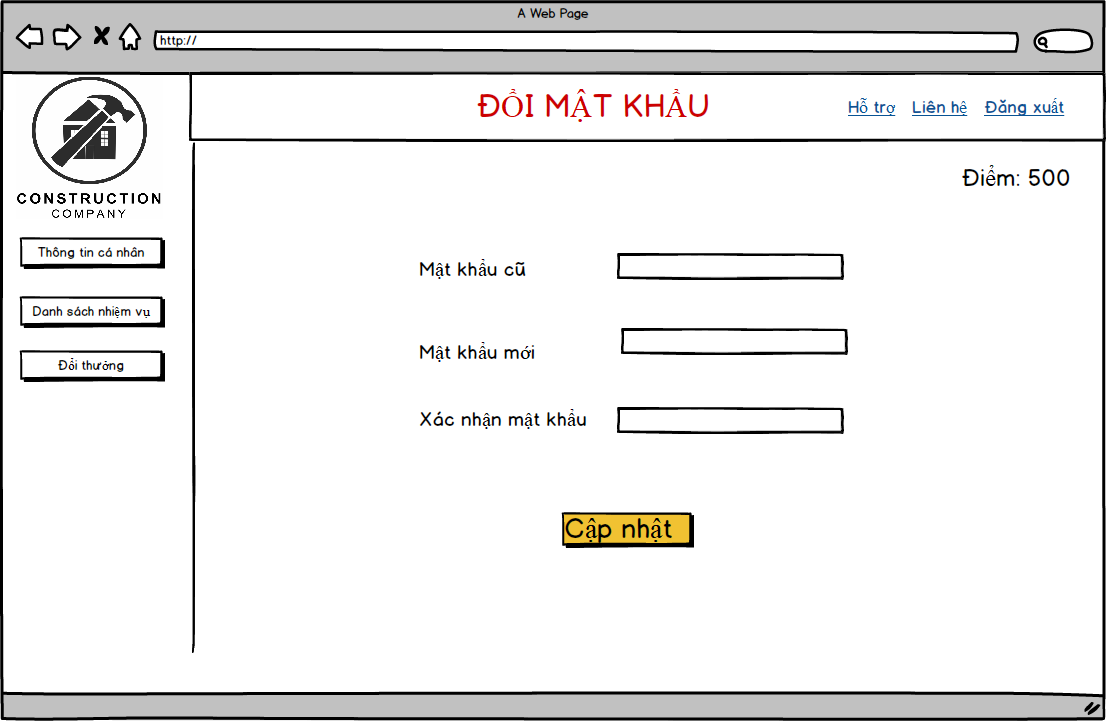 A Web Page
http://
ĐỔI MẬT KHẨU
Hỗ trợ Liên hệ Đăng xuất
CONSTRUCTION
COMPANY
Điểm: 500
Thông tin cá nhân
Danh sách nhiệm vụ
Đổi thưởng
Mật khẩu cũ
Mật khẩu mới
Xác nhận mật khẩu
Cập nhật